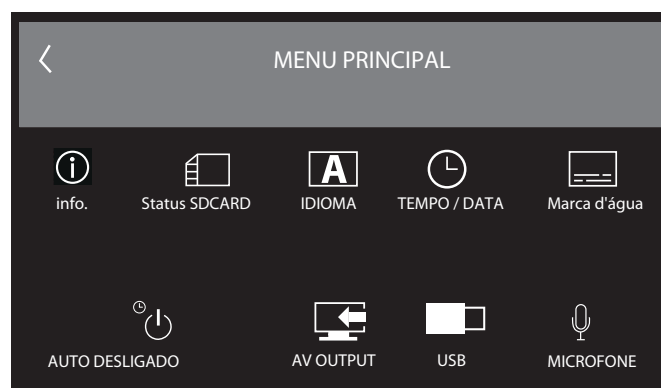 MENU PRINCIPAL
info.
Status SDCARD
IDIOMA
TEMPO / DATA
Marca d'água
AUTO DESLIGADO
AV OUTPUT
USB
MICROFONE